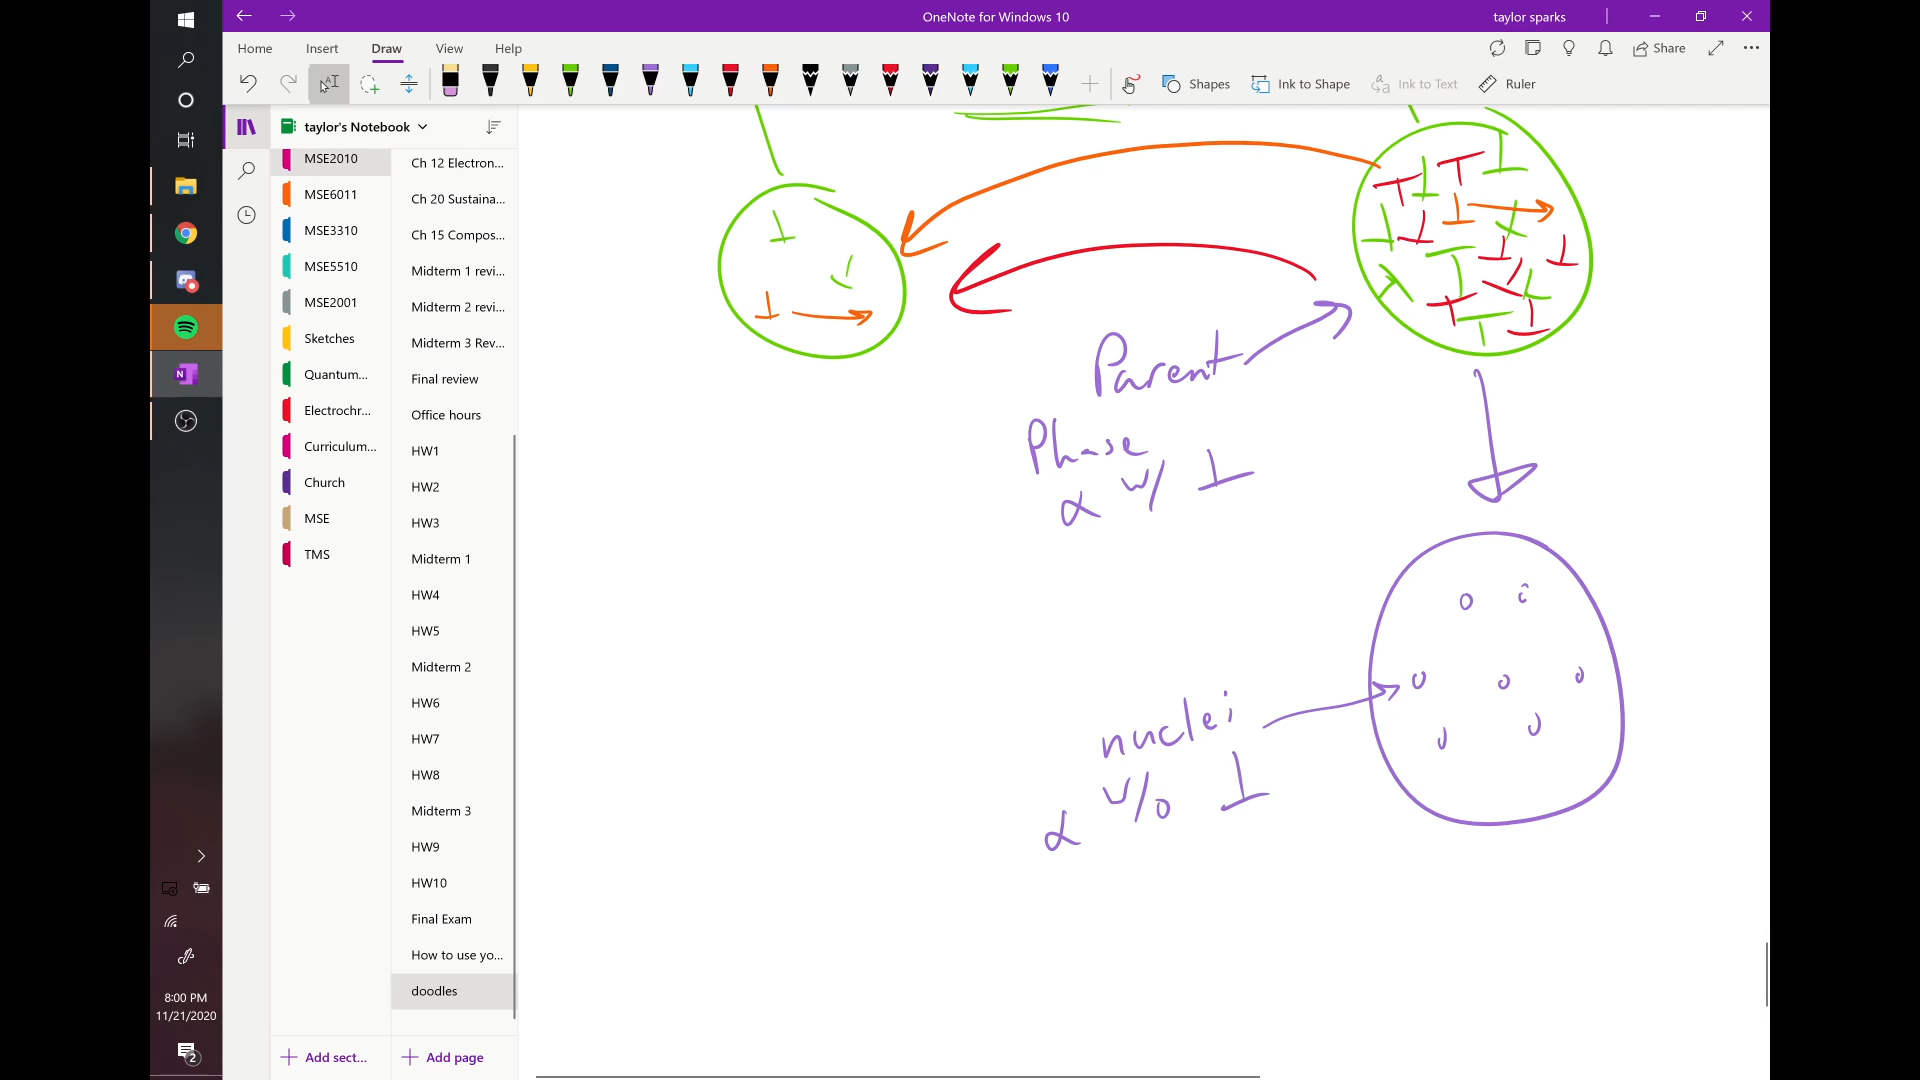 OneNote for Windows 10
taylor sparks
Home Insert Draw View Help
Share
Shapes Ink to Shape Ink to Text Ruler
taylor's Notebook
MSE2010
MSE6011
MSE3310
MSE5510
MSE2001
Sketches
Quantum...
Electrochr...
Curriculum...
Church
MSE
TMS
Add sect...
Ch 12 Electron...
Ch 20 Sustaina...
Ch 15 Compos...
Midterm 1 revi...
Midterm 2 revi...
Midterm 3 Rev...
Final review
Office hours
HW1
HW2
HW3
Midterm 1
HW4
HW5
Midterm 2
HW6
HW7
HW8
Midterm 3
HW9
HW10
Final Exam
How to use yo...
doodles
Add page
Parent
Phase
α w/ ⊥
nuclei
α w/o ⊥
8:00 PM
11/21/2020
2